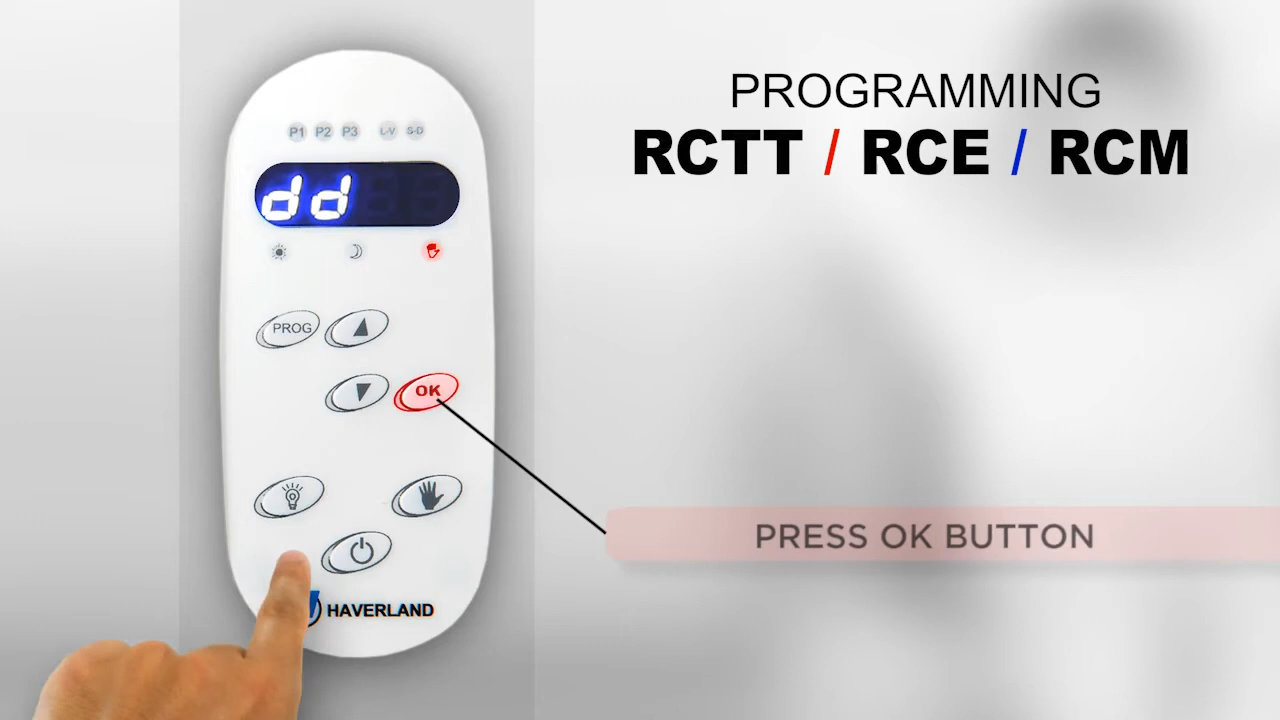 PROGRAMMING
RCTT / RCE / RCM
P1 P2 P3 L-V S-D
dd
PROG
OK
PRESS OK BUTTON
HAVERLAND